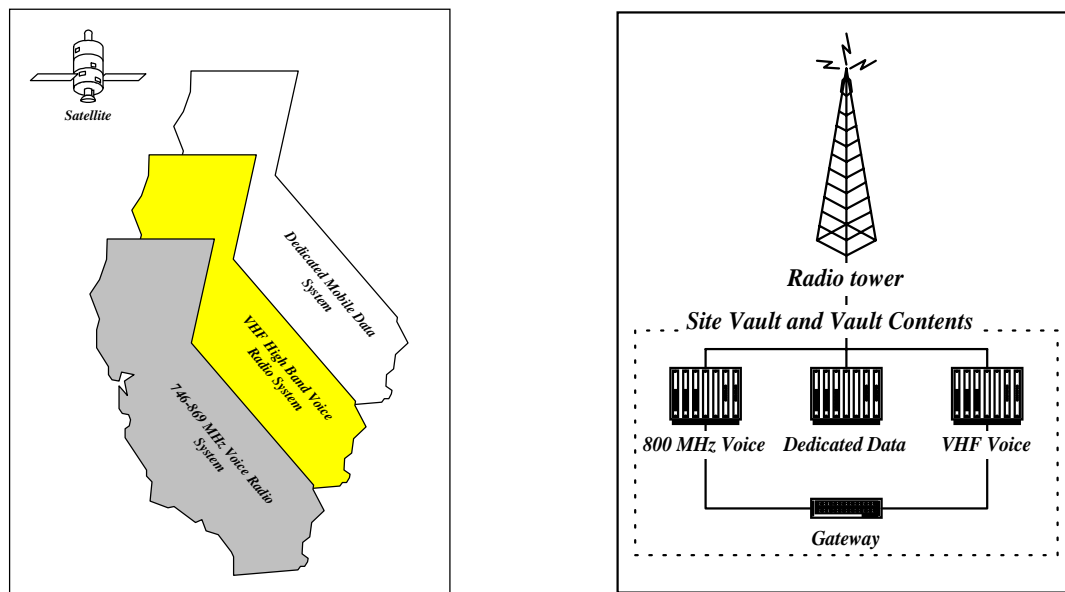 Satellite
Dedicated Mobile Data
System
VHF High Band Voice
Radio System
746-869 MHz Voice Radio
System
Radio tower
Site Vault and Vault Contents
800 MHz Voice
Dedicated Data
VHF Voice
Gateway